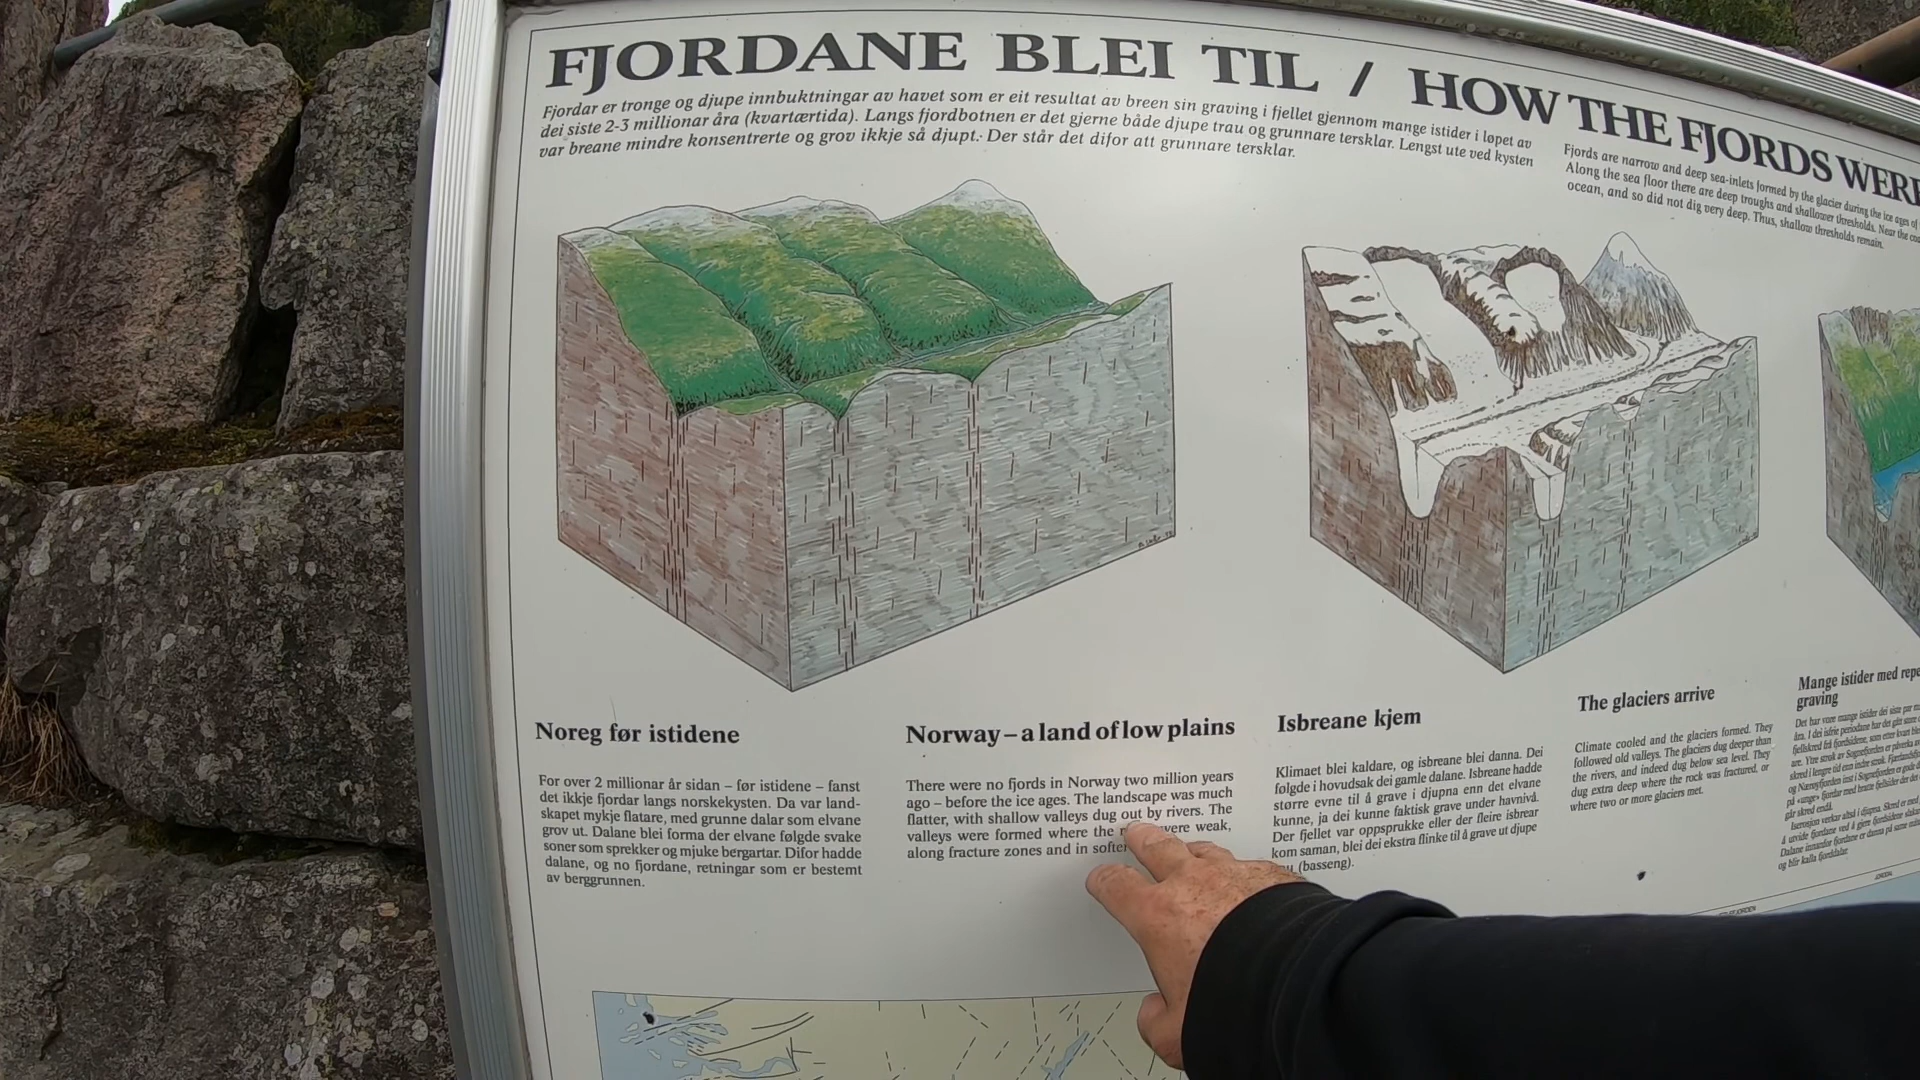 FJORDANE BLEI TIL / HOW THE FJORDS WERE
Fjordar er tronge og djupe innbuktningar av havet som er eit resultat av breen sin graving i fjellet gjennom mange istider i løpet av
dei siste 2-3 millionar åra (kvartærtida). Langs fjordbotnen er det gjerne både djupe trau og grunnare tersklar. Lengst ute ved kysten
var breane mindre konsentrerte og grov ikkje så djupt. Der står det difor att grunnare tersklar.
Fjords are narrow and deep sea-inlets formed by the glacier during the ice ages of
Along the sea floor there are deep troughs and shallower thresholds. Near the
ocean, and so did not dig very deep. Thus, shallow thresholds remain.
Noreg før istidene
For over 2 millionar år sidan – før istidene – fanst
det ikkje fjordar langs norskekysten. Da var land-
skapet mykje flatare, med grunne dalar som elvane
grov ut. Dalane blei forma der elvane følgde svake
soner som sprekker og mjuke bergartar. Difor hadde
dalane, og no fjordane, retningar som er bestemt
av berggrunnen.
Norway – a land of low plains
There were no fjords in Norway two million years
ago – before the ice ages. The landscape was much
flatter, with shallow valleys dug out by rivers. The
valleys were formed where the were weak,
along fracture zones and in softer
Isbreane kjem
Klimaet blei kaldare, og isbreane blei danna. Dei
følgde i hovudsak dei gamle dalane. Isbreane hadde
større evne til å grave i djupna enn det elvane
kunne, ja dei kunne faktisk grave under havnivå.
Der fjellet var oppsprukke eller der fleire isbrear
kom saman, blei dei ekstra flinke til å grave ut djupe
(basseng).
The glaciers arrive
Climate cooled and the glaciers formed. They
followed old valleys. The glaciers dug deeper than
the rivers, and indeed dug below sea level. They
dug extra deep where the rock was fractured, or
where two or more glaciers met.
Mange istider med
graving